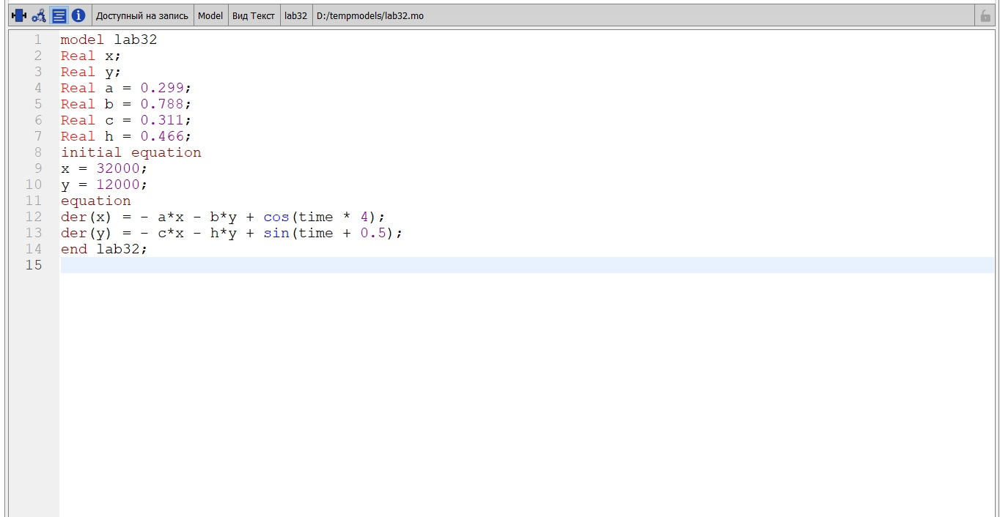 Доступный на запись Model Вид Текст lab32 D:/tempmodels/lab32.mo
1 model lab32
2 Real x;
3 Real y;
4 Real a = 0.299;
5 Real b = 0.788;
6 Real c = 0.311;
7 Real h = 0.466;
8 initial equation
9 x = 32000;
10 y = 12000;
11 equation
12 der(x) = - a*x - b*y + cos(time * 4);
13 der(y) = - c*x - h*y + sin(time + 0.5);
14 end lab32;
15